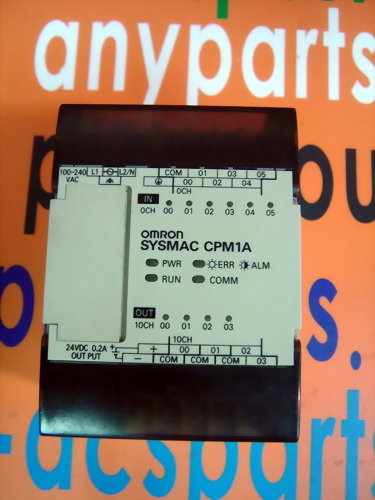 anyparts
100-240 L1 L2/N COM 01 03 05
VAC 00 02 04
0CH
IN
0CH 00 01 02 03 04 05
OMRON
SYSMAC CPM1A
PWR ERR ALM
RUN COMM
OUT
10CH 00 01 02 03
10CH
24VDC 0.2A + + 00 01 02
OUTPUT - - COM COM COM 03
-acsparts